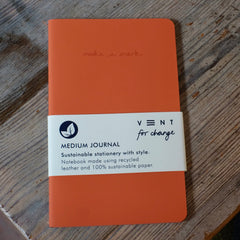 make a mark
VENT
for change
MEDIUM JOURNAL
Sustainable stationery with style.
Notebook made using recycled
leather and 100% sustainable paper.